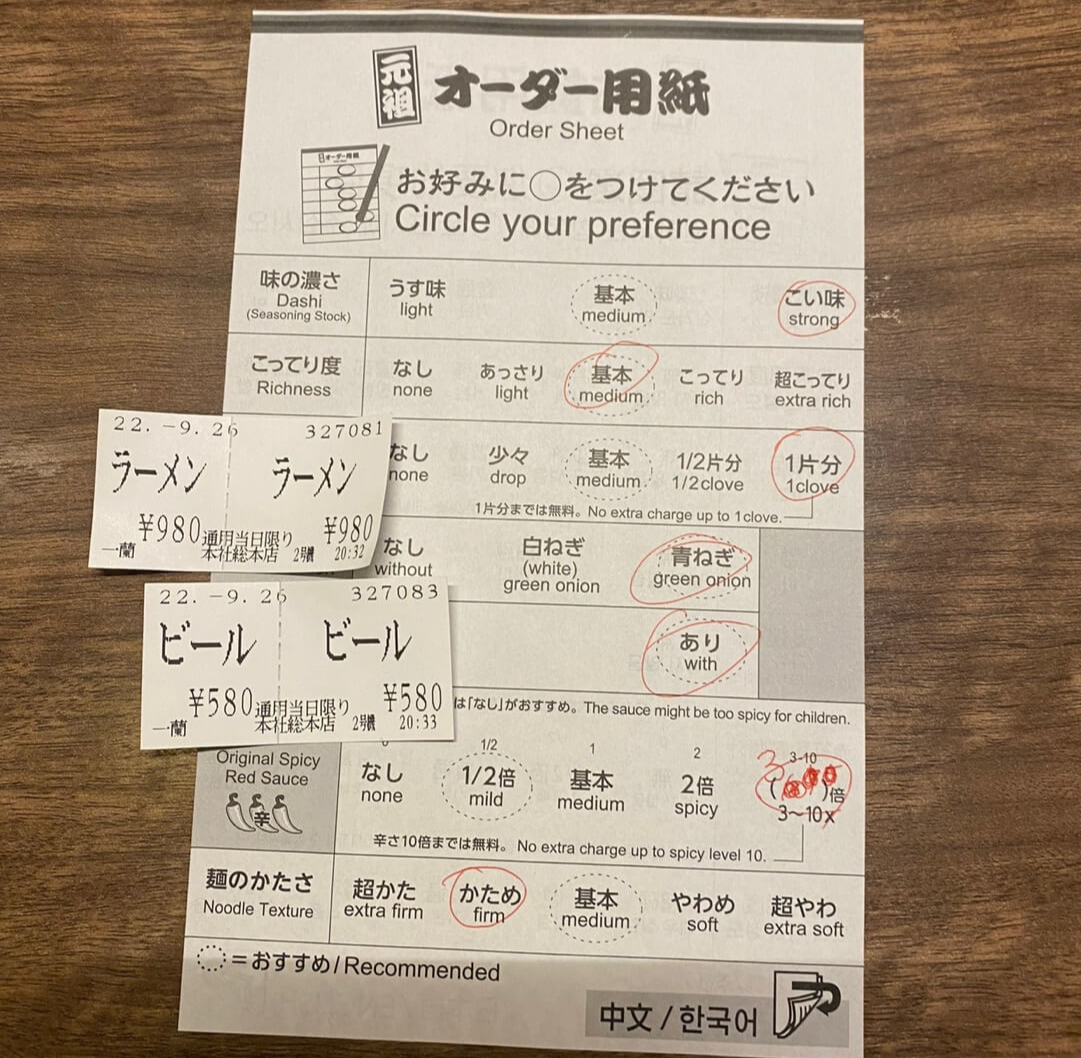 元祖 オーダー用紙
Order Sheet
オーダー用紙
お好みに○をつけてください
Circle your preference
味の濃さ
Dashi
(Seasoning Stock)
うす味
light
基本
medium
こい味
strong
こってり度
Richness
なし
none
あっさり
light
基本
medium
こってり
rich
超こってり
extra rich
なし
none
少々
drop
基本
medium
1/2片分
1/2clove
1片分
1clove
1片分までは無料。No extra charge up to 1clove.
なし
without
白ねぎ
(white)
green onion
青ねぎ
green onion
あり
with
22.-9.26 327081
ラーメン ラーメン
¥980 ¥980
通用当日限り
一蘭 本社総本店 2号機 20:32
22.-9.26 327083
ビール ビール
¥580 ¥580
通用当日限り
一蘭 本社総本店 2号機 20:33
は「なし」がおすすめ。The sauce might be too spicy for children.
Original Spicy
Red Sauce
辛
0
なし
none
1/2
1/2倍
mild
1
基本
medium
2
2倍
spicy
3
3-10
( )倍
3~10x
辛さ10倍までは無料。No extra charge up to spicy level 10.
麺のかたさ
Noodle Texture
超かた
extra firm
かため
firm
基本
medium
やわめ
soft
超やわ
extra soft
=おすすめ/Recommended
中文/한국어